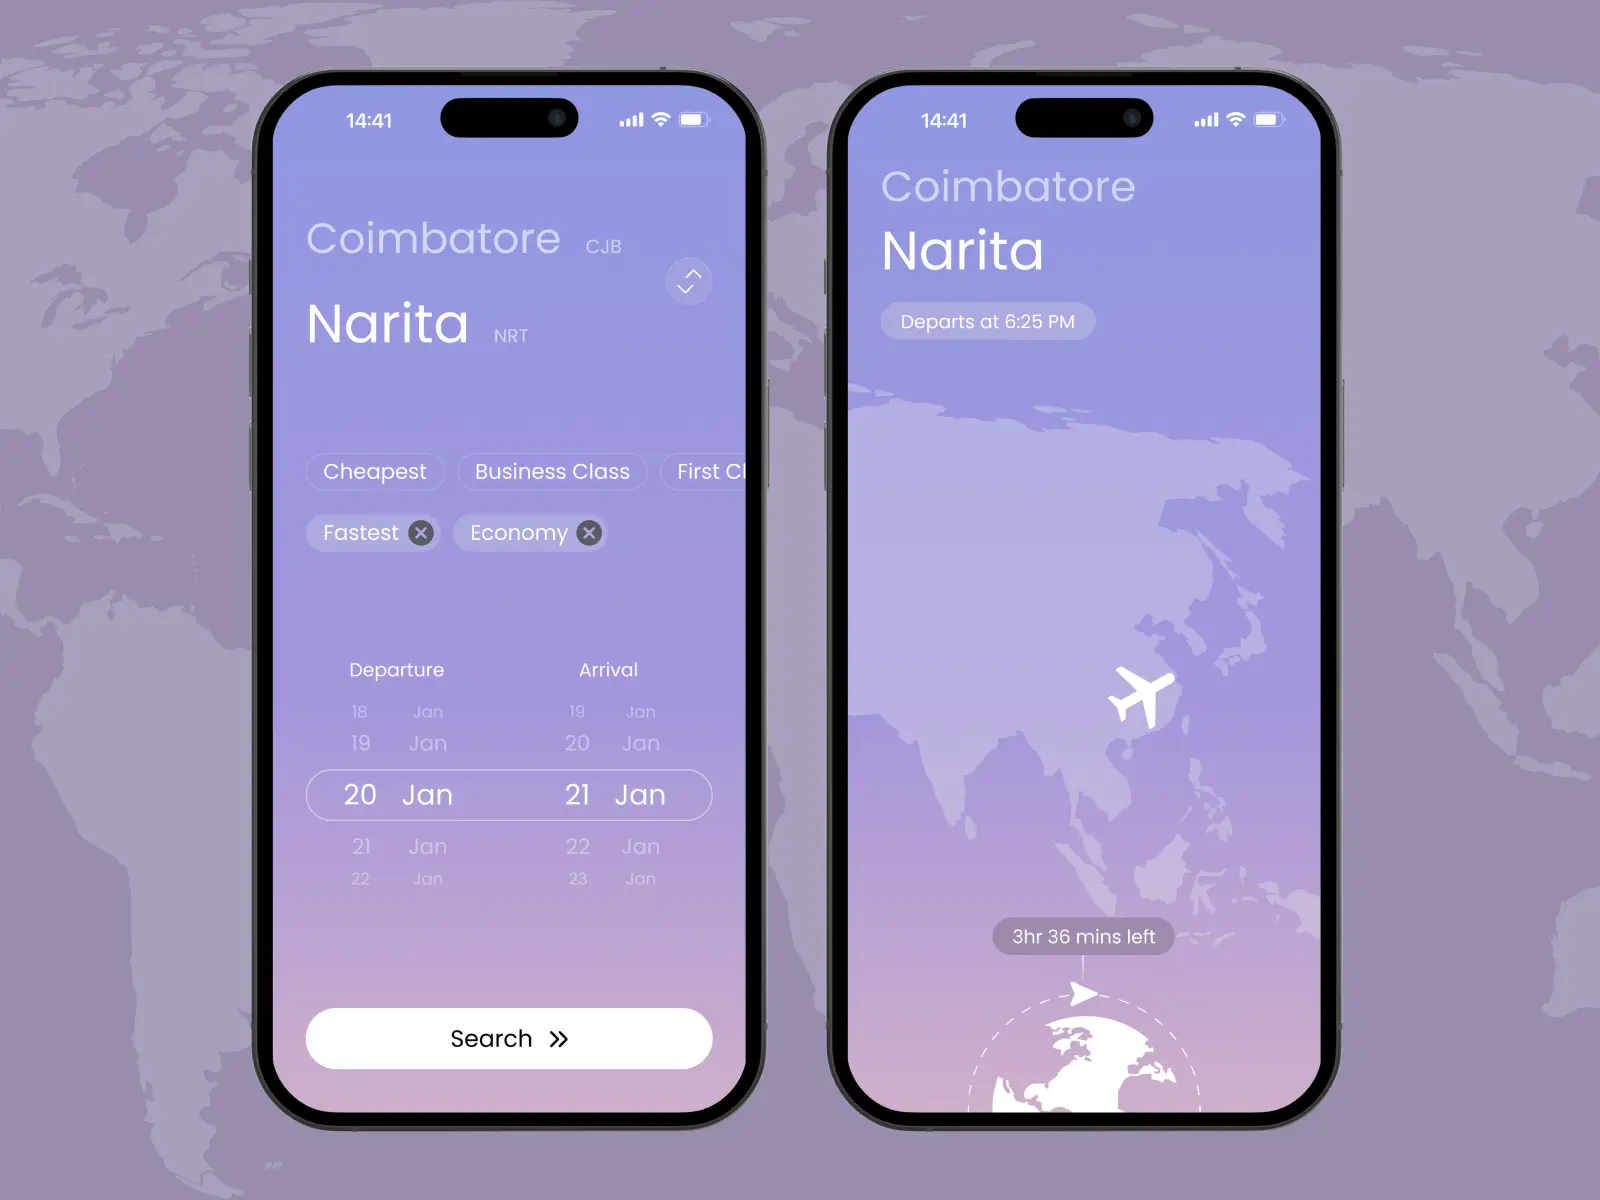 14:41
Coimbatore CJB
Narita NRT
Cheapest Business Class First Cl
Fastest Economy
Departure Arrival
18 Jan 19 Jan
19 Jan 20 Jan
20 Jan 21 Jan
21 Jan 22 Jan
22 Jan 23 Jan
Search
14:41
Coimbatore
Narita
Departs at 6:25 PM
3hr 36 mins left